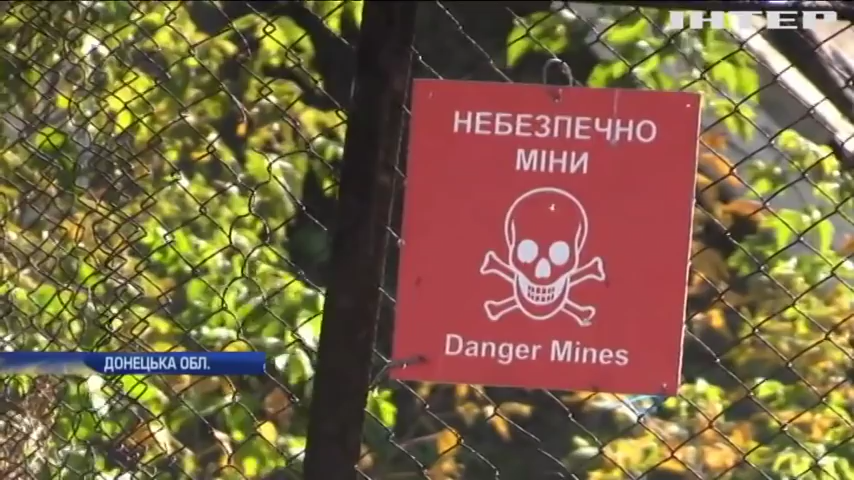 ІНТЕР
НЕБЕЗПЕЧНО
МІНИ
Danger Mines
ДОНЕЦЬКА ОБЛ.